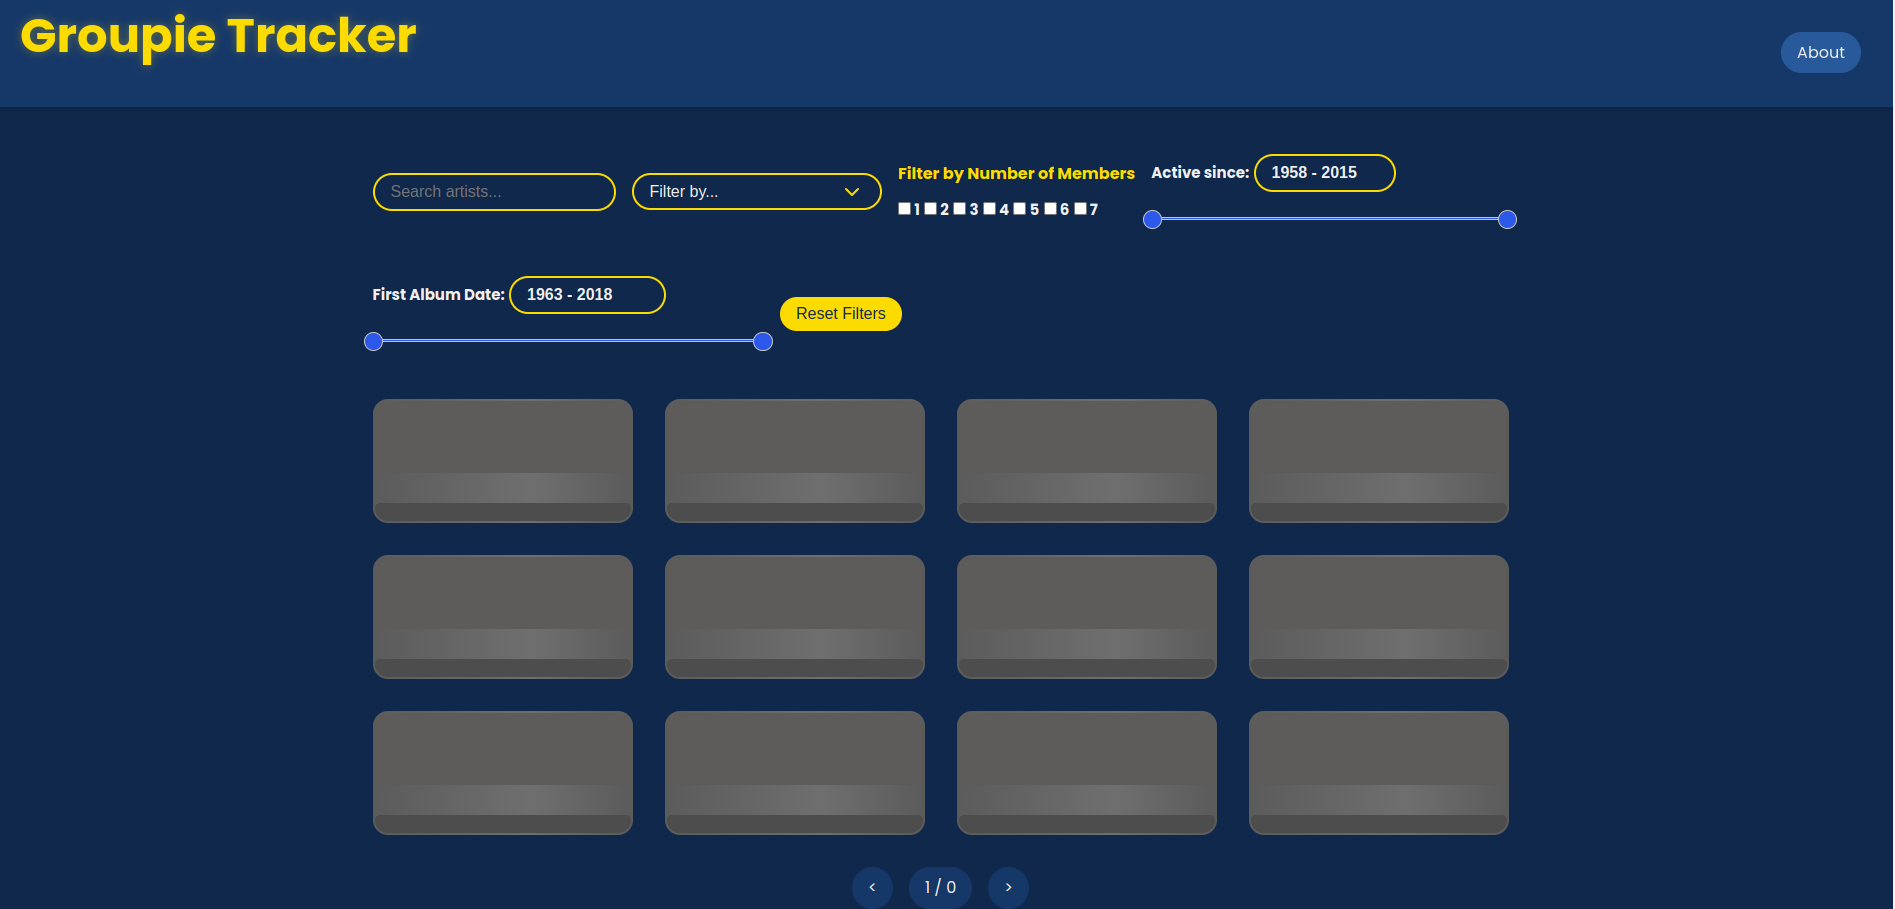 Groupie Tracker
About
Search artists...
Filter by...
Filter by Number of Members
1 2 3 4 5 6 7
Active since: 1958 - 2015
First Album Date: 1963 - 2018
Reset Filters
< 1 / 0 >